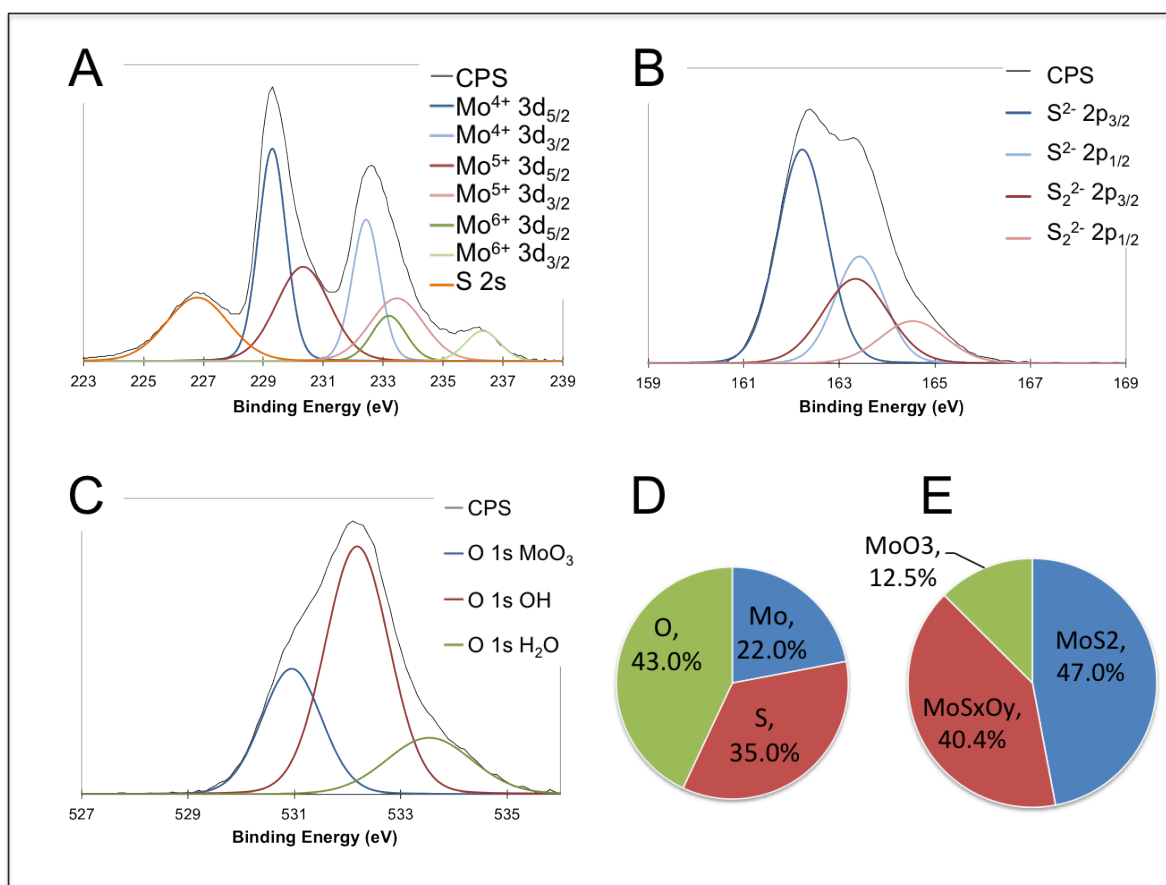 A
CPS
Mo⁴⁺ 3d₅/₂
Mo⁴⁺ 3d₃/₂
Mo⁵⁺ 3d₅/₂
Mo⁵⁺ 3d₃/₂
Mo⁶⁺ 3d₅/₂
Mo⁶⁺ 3d₃/₂
S 2s
223 225 227 229 231 233 235 237 239
Binding Energy (eV)
B
CPS
S²⁻ 2p₃/₂
S²⁻ 2p₁/₂
S₂²⁻ 2p₃/₂
S₂²⁻ 2p₁/₂
159 161 163 165 167 169
Binding Energy (eV)
C
CPS
O 1s MoO₃
O 1s OH
O 1s H₂O
527 529 531 533 535
Binding Energy (eV)
D
Mo,
22.0%
S,
35.0%
O,
43.0%
E
MoO3,
12.5%
MoS2,
47.0%
MoSxOy,
40.4%